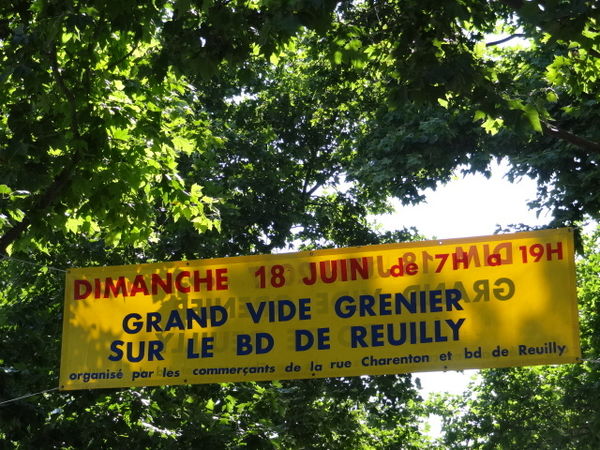 DIMANCHE 18 JUIN de 7H à 19H
GRAND VIDE GRENIER
SUR LE BD DE REUILLY
organisé par les commerçants de la rue Charenton et bd de Reuilly